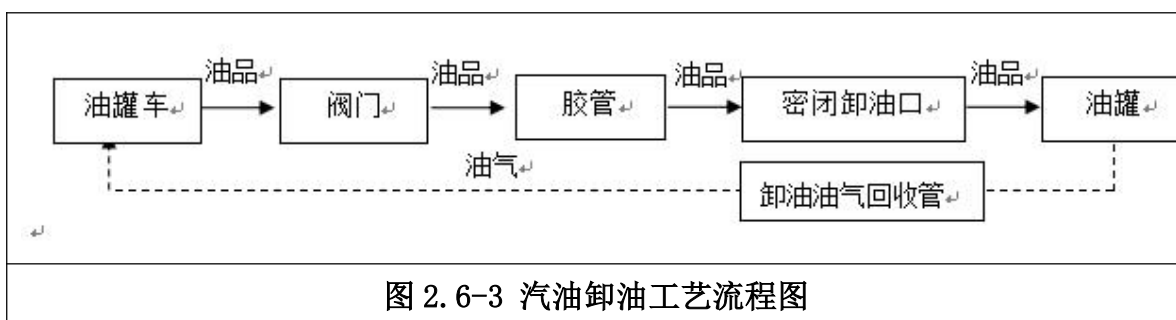 油品 油品 油品 油品
油罐车 阀门 胶管 密闭卸油口 油罐
油气
卸油油气回收管
图 2.6-3 汽油卸油工艺流程图